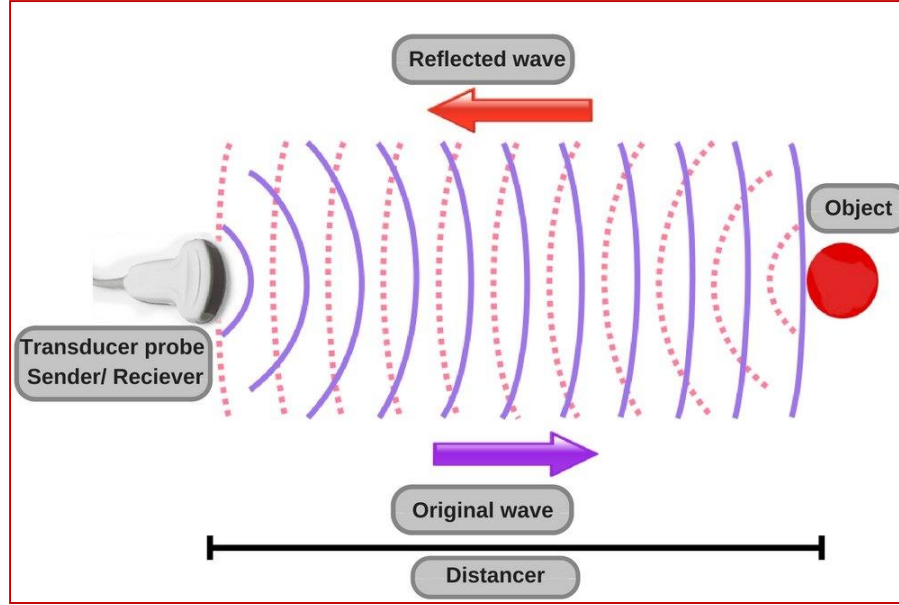 Reflected wave
Object
Transducer probe
Sender/ Reciever
Original wave
Distancer